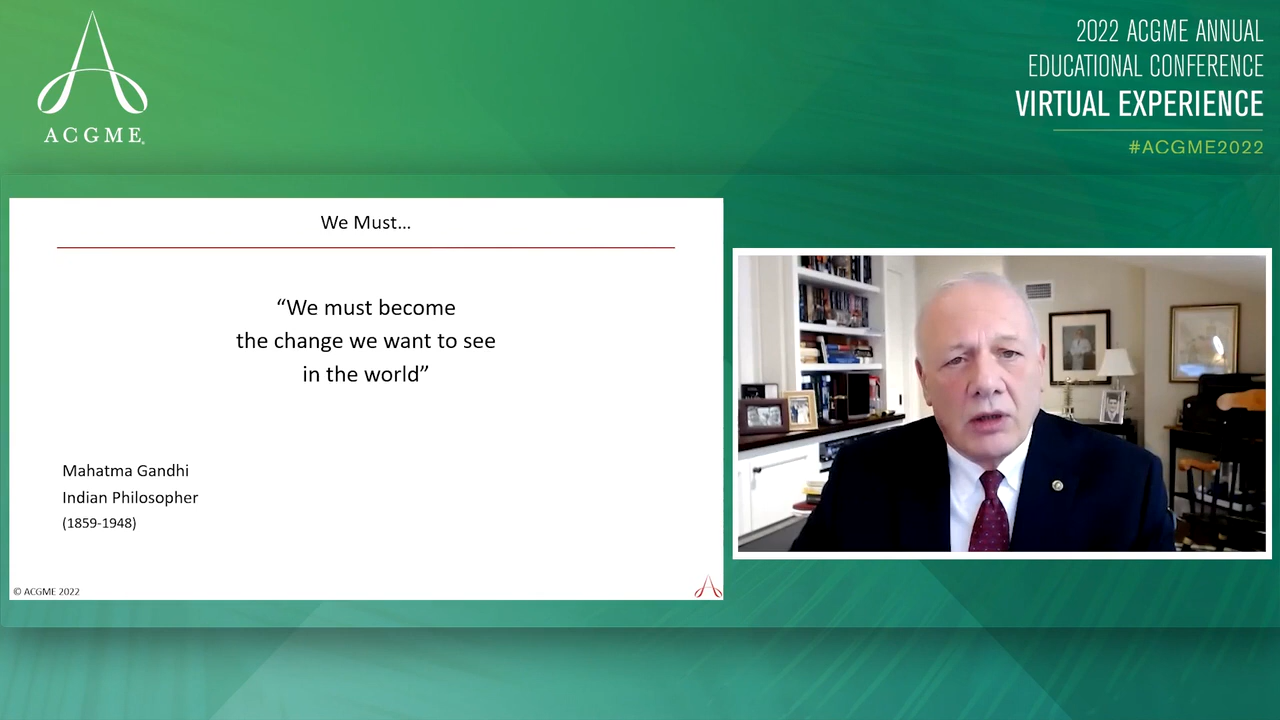 ACGME®
2022 ACGME ANNUAL
EDUCATIONAL CONFERENCE
VIRTUAL EXPERIENCE
#ACGME2022
We Must...
“We must become
the change we want to see
in the world”
Mahatma Gandhi
Indian Philosopher
(1859-1948)
© ACGME 2022